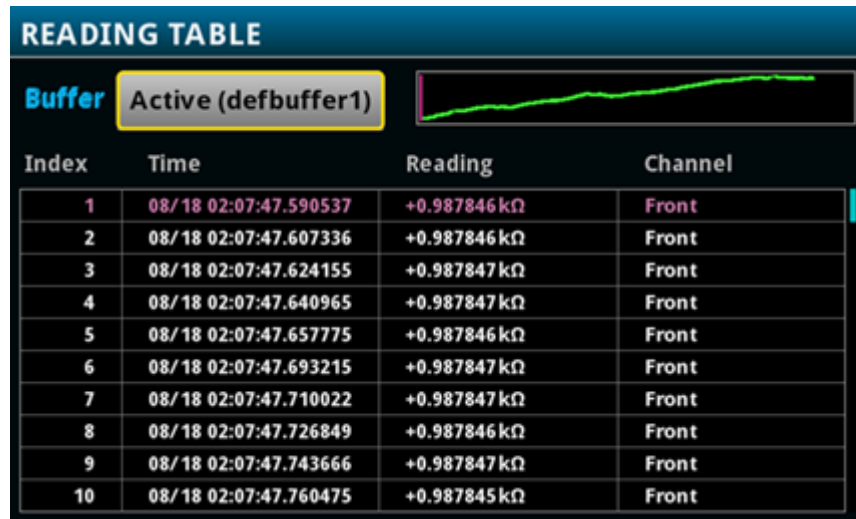 READING TABLE
Buffer Active (defbuffer1)
Index Time Reading Channel
1 08/18 02:07:47.590537 +0.987846kΩ Front
2 08/18 02:07:47.607336 +0.987846kΩ Front
3 08/18 02:07:47.624155 +0.987847kΩ Front
4 08/18 02:07:47.640965 +0.987847kΩ Front
5 08/18 02:07:47.657775 +0.987847kΩ Front
6 08/18 02:07:47.693215 +0.987847kΩ Front
7 08/18 02:07:47.710022 +0.987847kΩ Front
8 08/18 02:07:47.726849 +0.987846kΩ Front
9 08/18 02:07:47.743666 +0.987847kΩ Front
10 08/18 02:07:47.760475 +0.987845kΩ Front